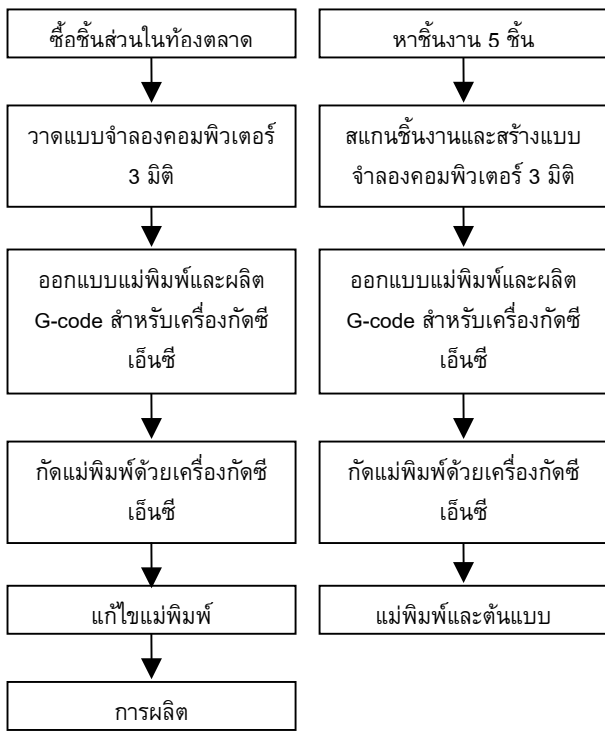 ซื้อชิ้นส่วนในท้องตลาด
วาดแบบจำลองคอมพิวเตอร์
3 มิติ
ออกแบบแม่พิมพ์และผลิต
G-code สำหรับเครื่องกัดซี
เอ็นซี
กัดแม่พิมพ์ด้วยเครื่องกัดซี
เอ็นซี
แก้ไขแม่พิมพ์
การผลิต
หาชิ้นงาน 5 ชิ้น
สแกนชิ้นงานและสร้างแบบ
จำลองคอมพิวเตอร์ 3 มิติ
ออกแบบแม่พิมพ์และผลิต
G-code สำหรับเครื่องกัดซี
เอ็นซี
กัดแม่พิมพ์ด้วยเครื่องกัดซี
เอ็นซี
แม่พิมพ์และต้นแบบ